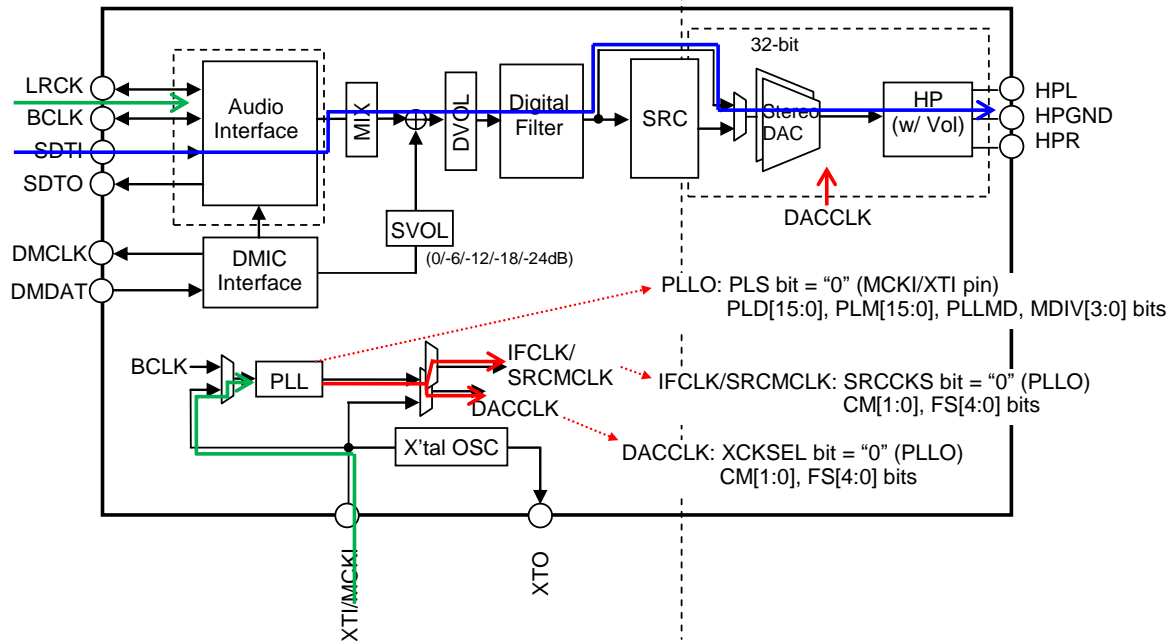 32-bit
LRCK
BCLK
SDTI
SDTO
DMCLK
DMDAT
Audio
Interface
MIX
DVOL
Digital
Filter
SRC
Stereo
DAC
HP
(w/ Vol)
HPL
HPGND
HPR
DACCLK
DMIC
Interface
SVOL
(0/-6/-12/-18/-24dB)
PLLO: PLS bit = “0” (MCKI/XTI pin)
PLD[15:0], PLM[15:0], PLLMD, MDIV[3:0] bits
BCLK
PLL
IFCLK/
SRCMCLK
DACCLK
IFCLK/SRCMCLK: SRCCKS bit = “0” (PLLO)
CM[1:0], FS[4:0] bits
X'tal OSC
DACCLK: XCKSEL bit = “0” (PLLO)
CM[1:0], FS[4:0] bits
XTI/MCKI
XTO